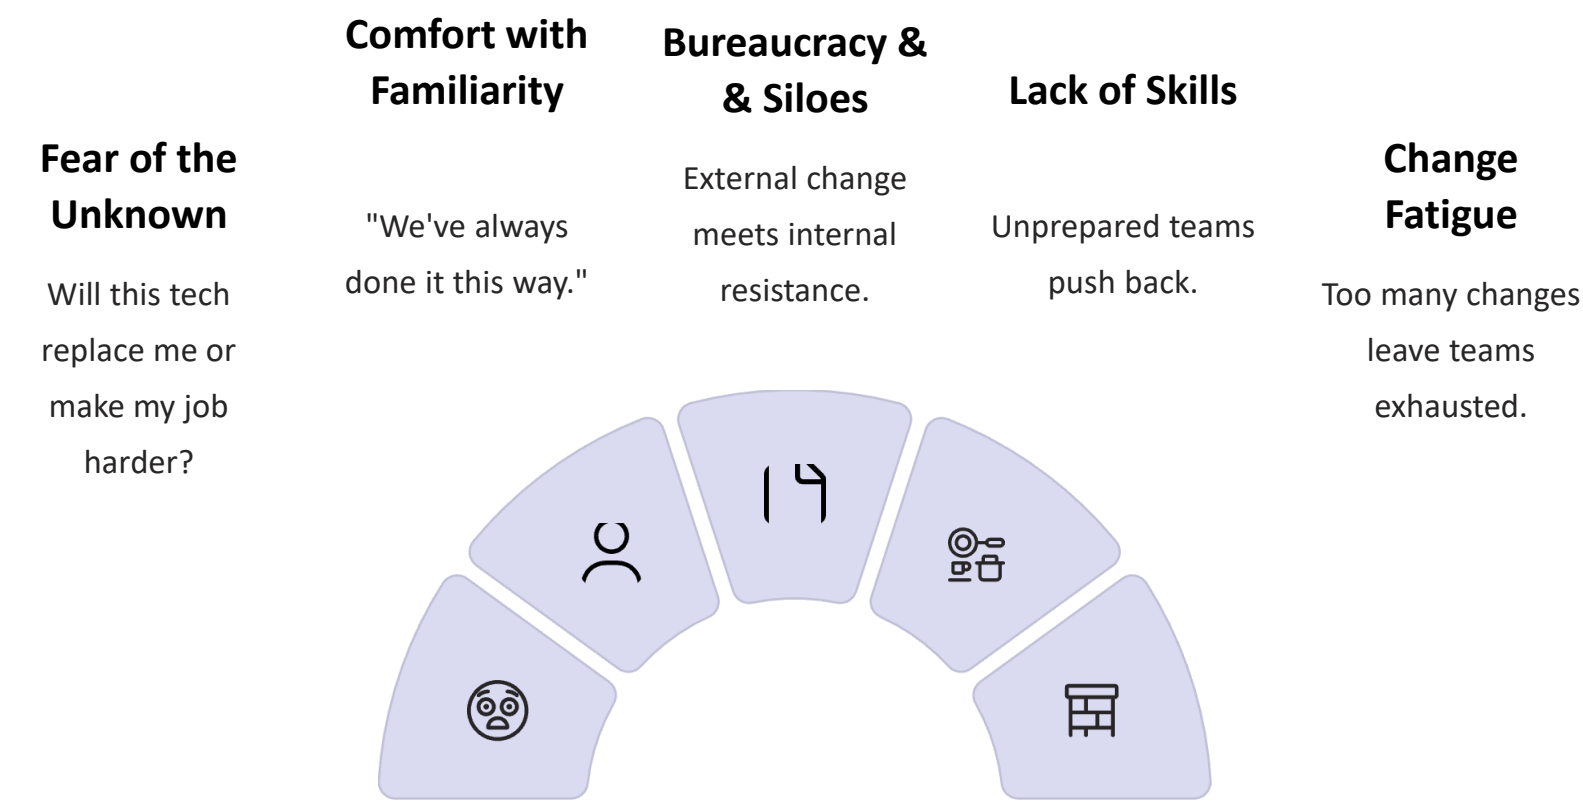 Fear of the
Unknown
Will this tech
replace me or
make my job
harder?
Comfort with
Familiarity
"We've always
done it this way."
Bureaucracy &
& Siloes
External change
meets internal
resistance.
Lack of Skills
Unprepared teams
push back.
Change
Fatigue
Too many changes
leave teams
exhausted.